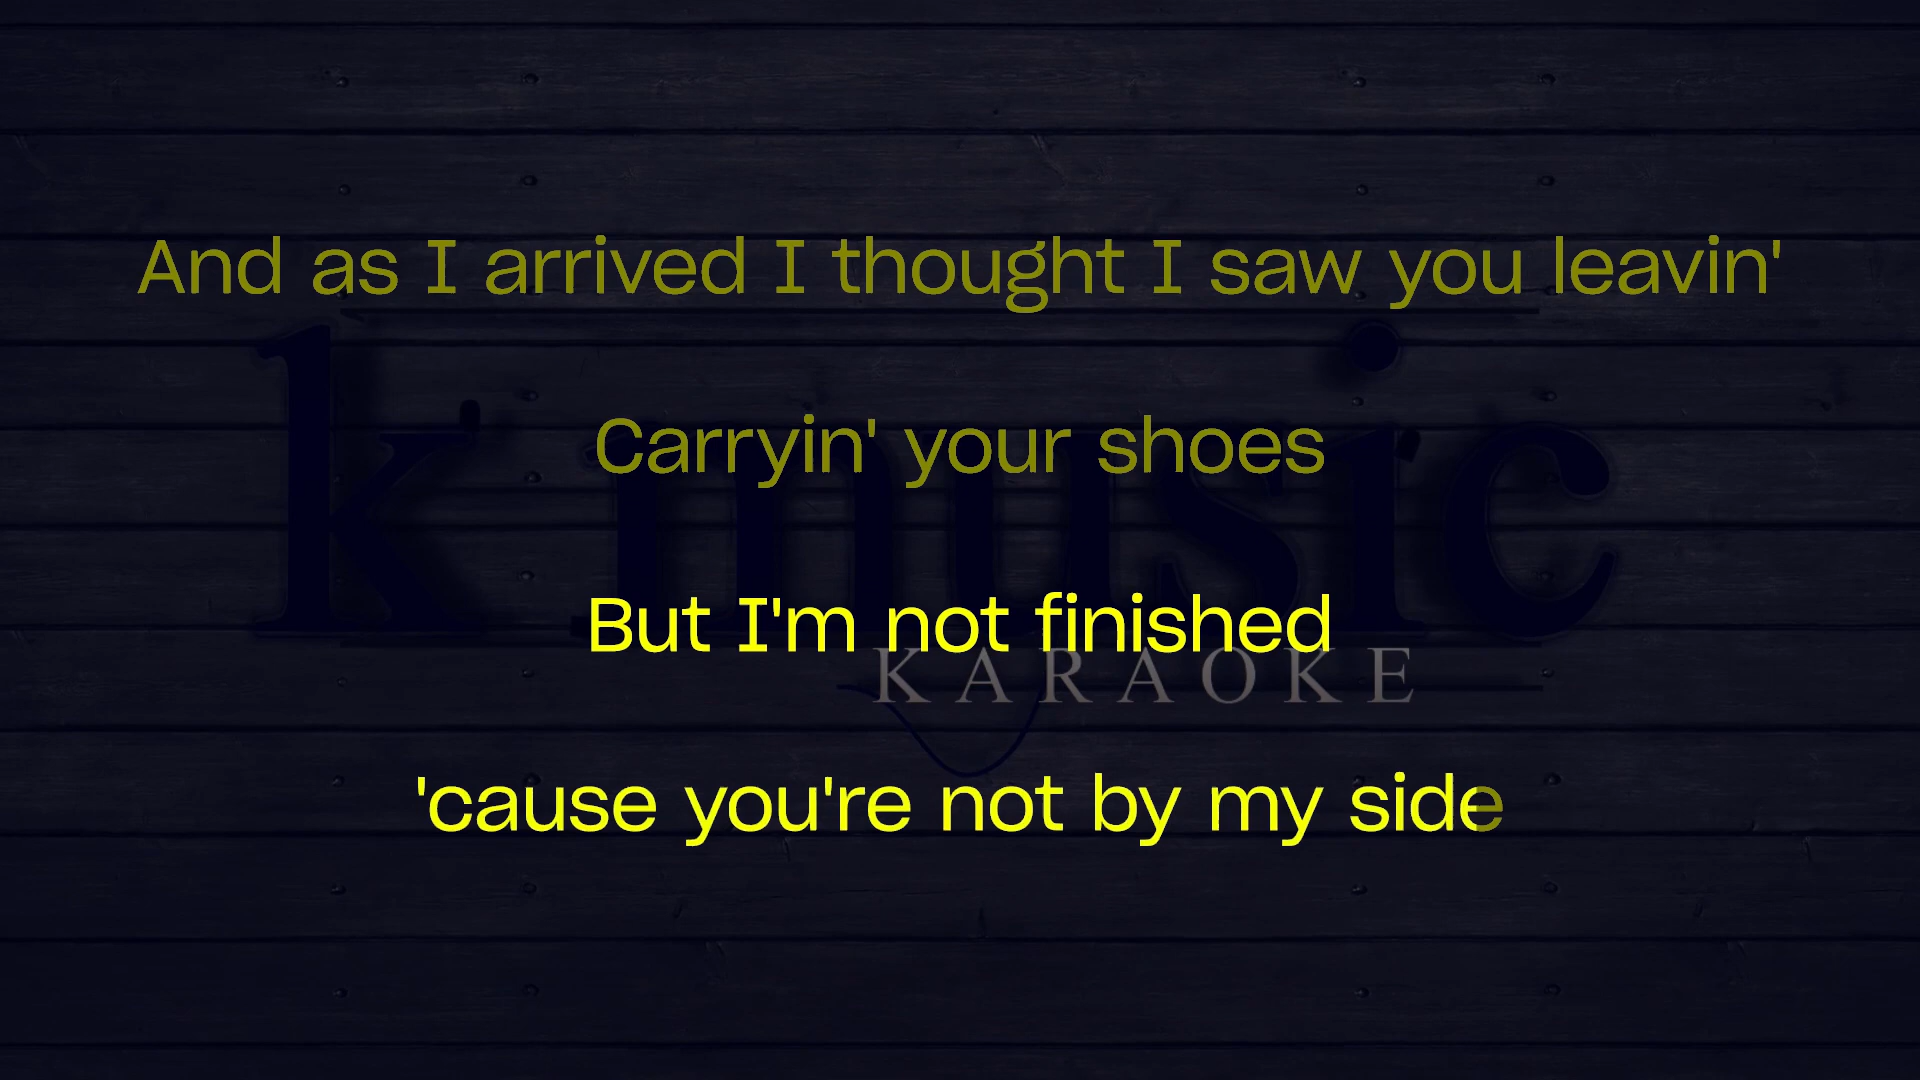 And as I arrived I thought I saw you leavin'
Carryin' your shoes
k music
But I'm not finished
KARAOKE
'cause you're not by my side